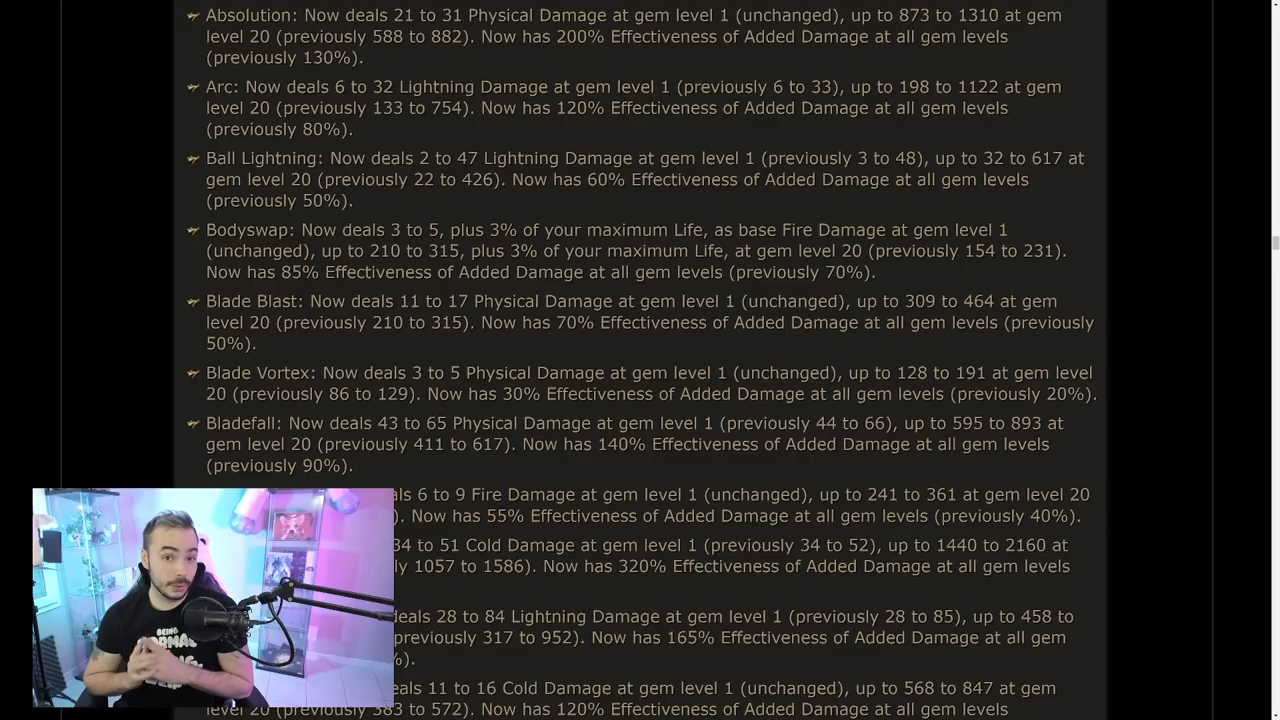 Absolution: Now deals 21 to 31 Physical Damage at gem level 1 (unchanged), up to 873 to 1310 at gem
level 20 (previously 588 to 882). Now has 200% Effectiveness of Added Damage at all gem levels
(previously 130%).
Arc: Now deals 6 to 32 Lightning Damage at gem level 1 (previously 6 to 33), up to 198 to 1122 at gem
level 20 (previously 133 to 754). Now has 120% Effectiveness of Added Damage at all gem levels
(previously 80%).
Ball Lightning: Now deals 2 to 47 Lightning Damage at gem level 1 (previously 3 to 48), up to 32 to 617 at
gem level 20 (previously 22 to 426). Now has 60% Effectiveness of Added Damage at all gem levels
(previously 50%).
Bodyswap: Now deals 3 to 5, plus 3% of your maximum Life, as base Fire Damage at gem level 1
(unchanged), up to 210 to 315, plus 3% of your maximum Life, at gem level 20 (previously 154 to 231).
Now has 85% Effectiveness of Added Damage at all gem levels (previously 70%).
Blade Blast: Now deals 11 to 17 Physical Damage at gem level 1 (unchanged), up to 309 to 464 at gem
level 20 (previously 210 to 315). Now has 70% Effectiveness of Added Damage at all gem levels (previously
50%).
Blade Vortex: Now deals 3 to 5 Physical Damage at gem level 1 (unchanged), up to 128 to 191 at gem level
20 (previously 86 to 129). Now has 30% Effectiveness of Added Damage at all gem levels (previously 20%).
Bladefall: Now deals 43 to 65 Physical Damage at gem level 1 (previously 44 to 66), up to 595 to 893 at
gem level 20 (previously 411 to 617). Now has 140% Effectiveness of Added Damage at all gem levels
(previously 90%).
als 6 to 9 Fire Damage at gem level 1 (unchanged), up to 241 to 361 at gem level 20
). Now has 55% Effectiveness of Added Damage at all gem levels (previously 40%).
34 to 51 Cold Damage at gem level 1 (previously 34 to 52), up to 1440 to 2160 at
ly 1057 to 1586). Now has 320% Effectiveness of Added Damage at all gem levels
deals 28 to 84 Lightning Damage at gem level 1 (previously 28 to 85), up to 458 to
previously 317 to 952). Now has 165% Effectiveness of Added Damage at all gem
%).
eals 11 to 16 Cold Damage at gem level 1 (unchanged), up to 568 to 847 at gem
level 20 (previously 383 to 572). Now has 120% Effectiveness of Added Damage at all gem levels
BEING